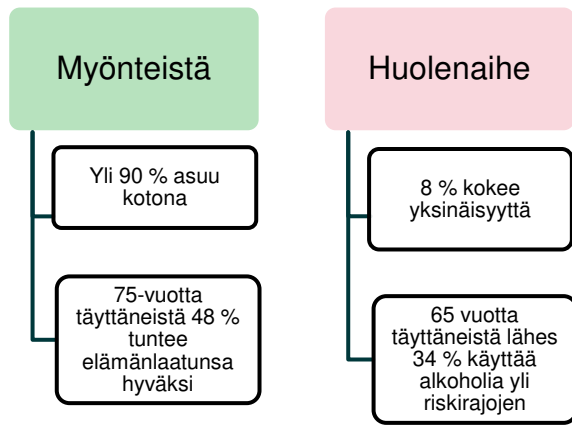 Myönteistä
Yli 90 % asuu
kotona
75-vuotta
täyttäneistä 48 %
tuntee
elämänlaatunsa
hyväksi
Huolenaihe
8 % kokee
yksinäisyyttä
65 vuotta
täyttäneistä lähes
34 % käyttää
alkoholia yli
riskirajojen